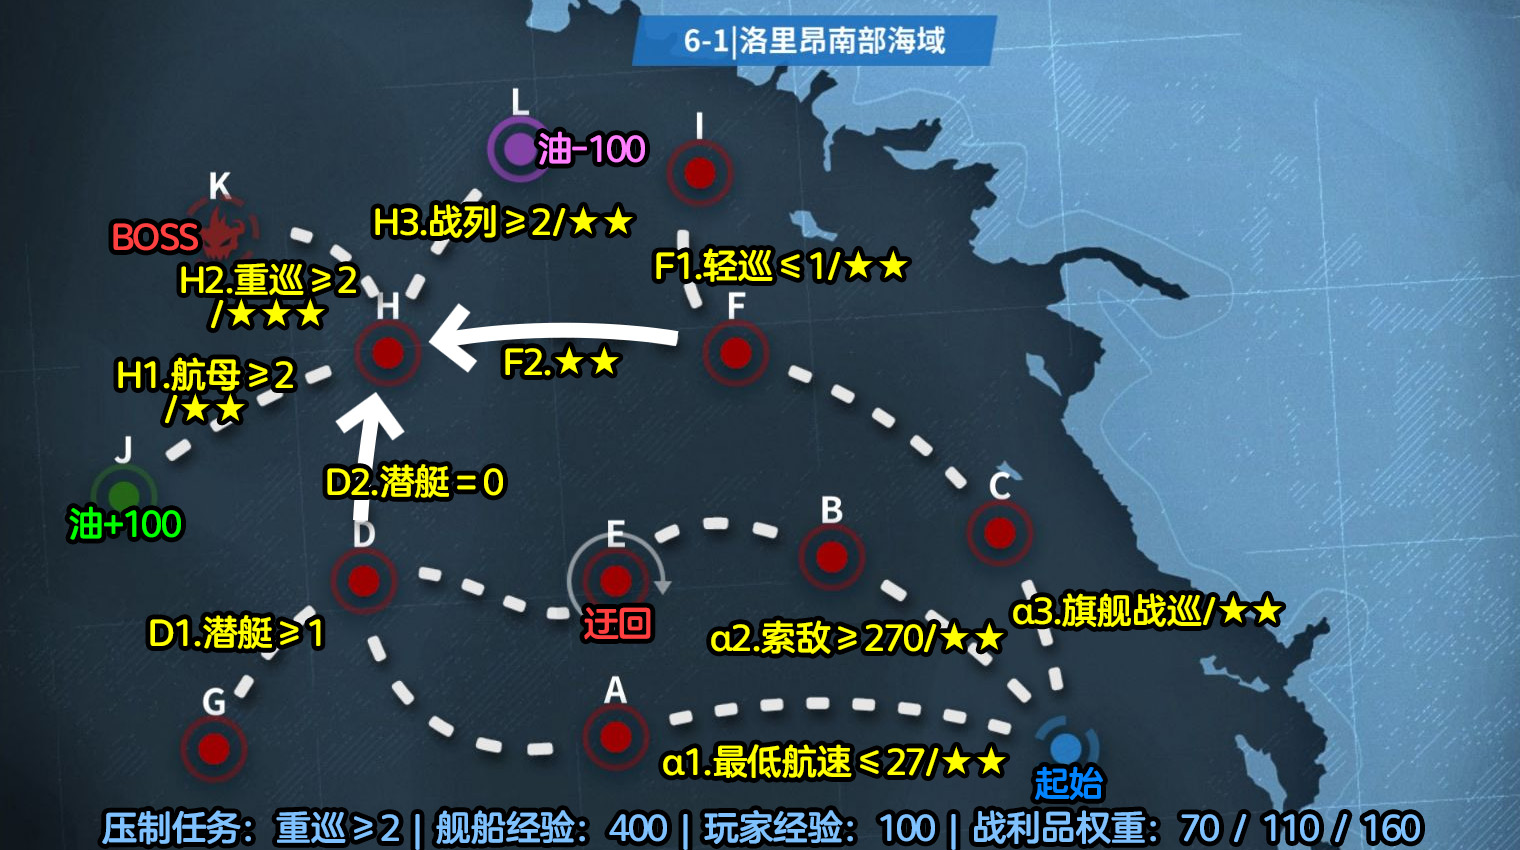 6-1|洛里昂南部海域
L
油-100
I
K
BOSS
H3.战列≥2/★★
F1.轻巡≤1/★★
H2.重巡≥2
/★★★
H
F
F2.★★
H1.航母≥2
/★★
J
油+100
D2.潜艇=0
C
B
D
E
迂回
α3.旗舰战巡/★★
α2.索敌≥270/★★
D1.潜艇≥1
G
A
α1.最低航速≤27/★★
起始
压制任务：重巡≥2 | 舰船经验：400 | 玩家经验：100 | 战利品权重：70 / 110 / 160